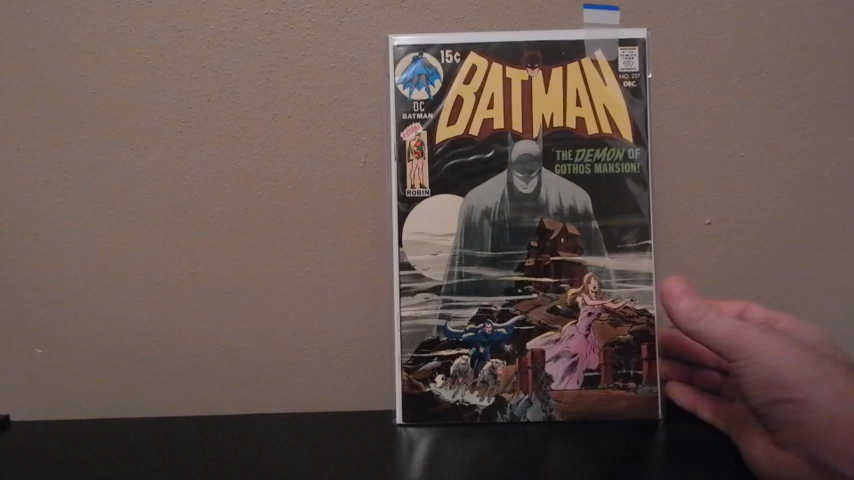 15¢
BATMAN
NO. 227
DEC.
DC
BATMAN
THE DEMON OF
GOTHOS MANSION!
ROBIN